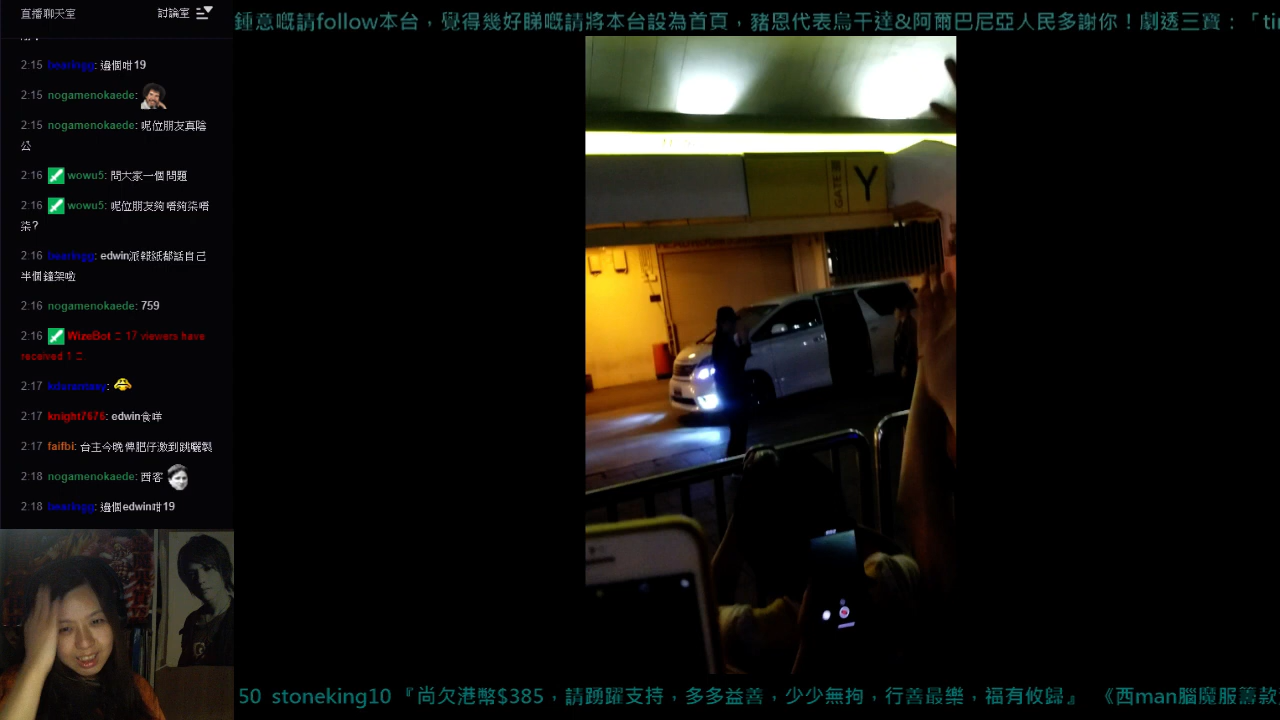 鍾意嘅請follow本台，覺得幾好睇嘅請將本台設為首頁，豬恩代表烏干達&阿爾巴尼亞人民多謝你！劇透三寶：「ti
直播聊天室
討論室
2:15 hearingg: 邊個咁19
2:15 nogamenokaede:
2:15 nogamenokaede: 呢位朋友真陰
公
2:16 wowu5: 問大家一個問題
2:16 wowu5: 呢位朋友夠唔夠柒唔
柒?
2:16 hearingg: edwin派報紙都話自己
半個鐘架啦
2:16 nogamenokaede: 759
2:16 WizeBot 17 viewers have
received 1
2:17
2:17 knight7676: edwin食咩
2:17 faifbi: 台主今晚俾肥仔激到跳曬製
2:18 nogamenokaede: 西客
2:18 hearingg: 邊個edwin咁19
GATE
Y
50 stoneking10 『尚欠港幣$385，請踴躍支持，多多益善，少少無拘，行善最樂，福有攸歸』 《西man腦魔服籌款